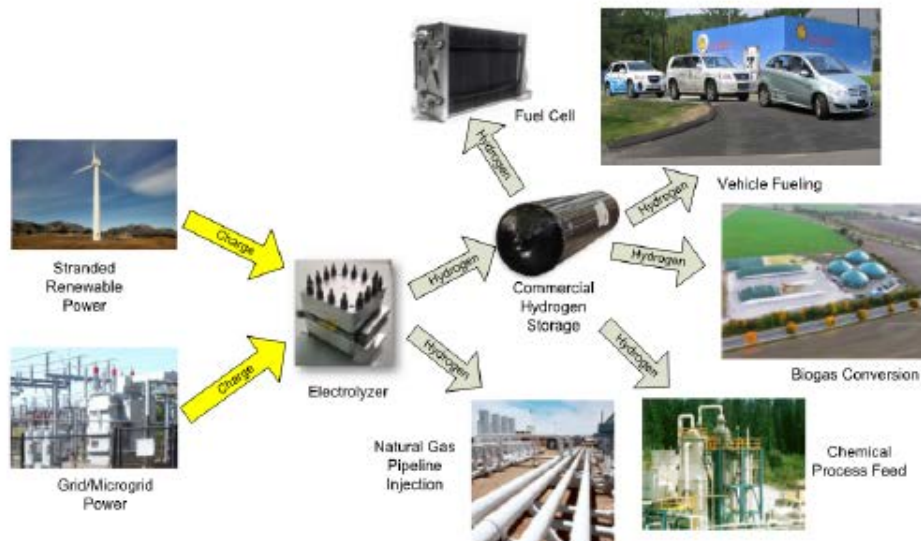 Fuel Cell
Vehicle Fueling
Hydrogen
Hydrogen
Charge
Hydrogen
Hydrogen
Stranded
Renewable
Power
Commercial
Hydrogen
Storage
Electrolyzer
Charge
Hydrogen
Hydrogen
Biogas Conversion
Grid/Microgrid
Power
Natural Gas
Pipeline
Injection
Chemical
Process Feed